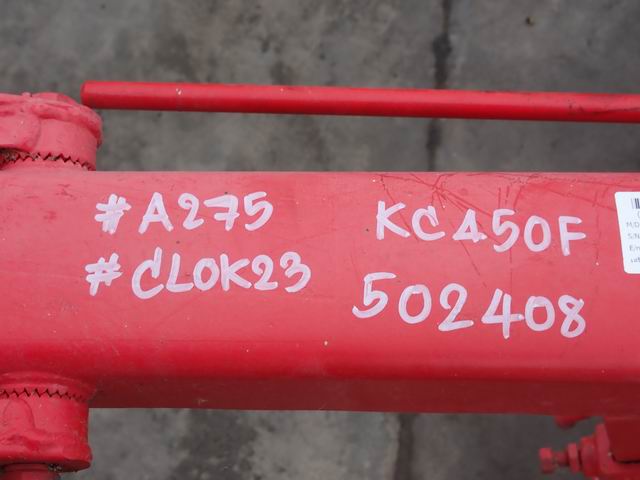 #A275
#CLOK23
KC450F
502408
M/D
S/N